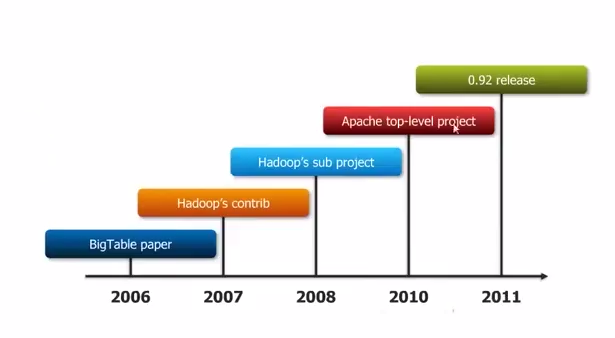 0.92 release
Apache top-level project
Hadoop's sub project
Hadoop's contrib
BigTable paper
2006 2007 2008 2010 2011